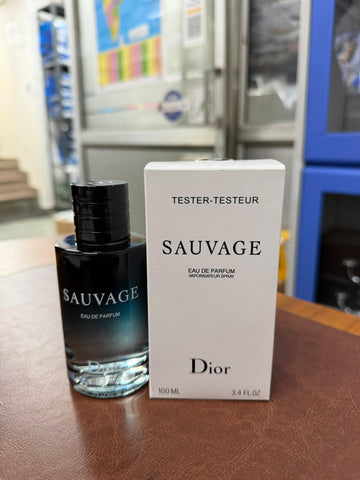 TESTER-TESTEUR
SAUVAGE
EAU DE PARFUM
VAPORISATEUR SPRAY
Dior
100 ML 3.4 FL.OZ
SAUVAGE
EAU DE PARFUM
Dior